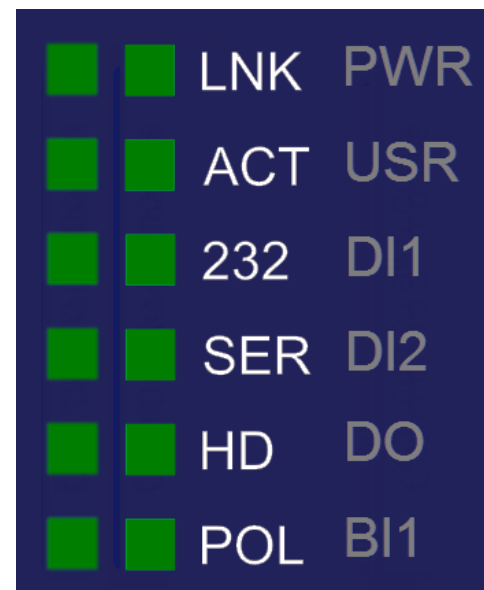 LNK PWR
ACT USR
232 DI1
SER DI2
HD DO
POL BI1